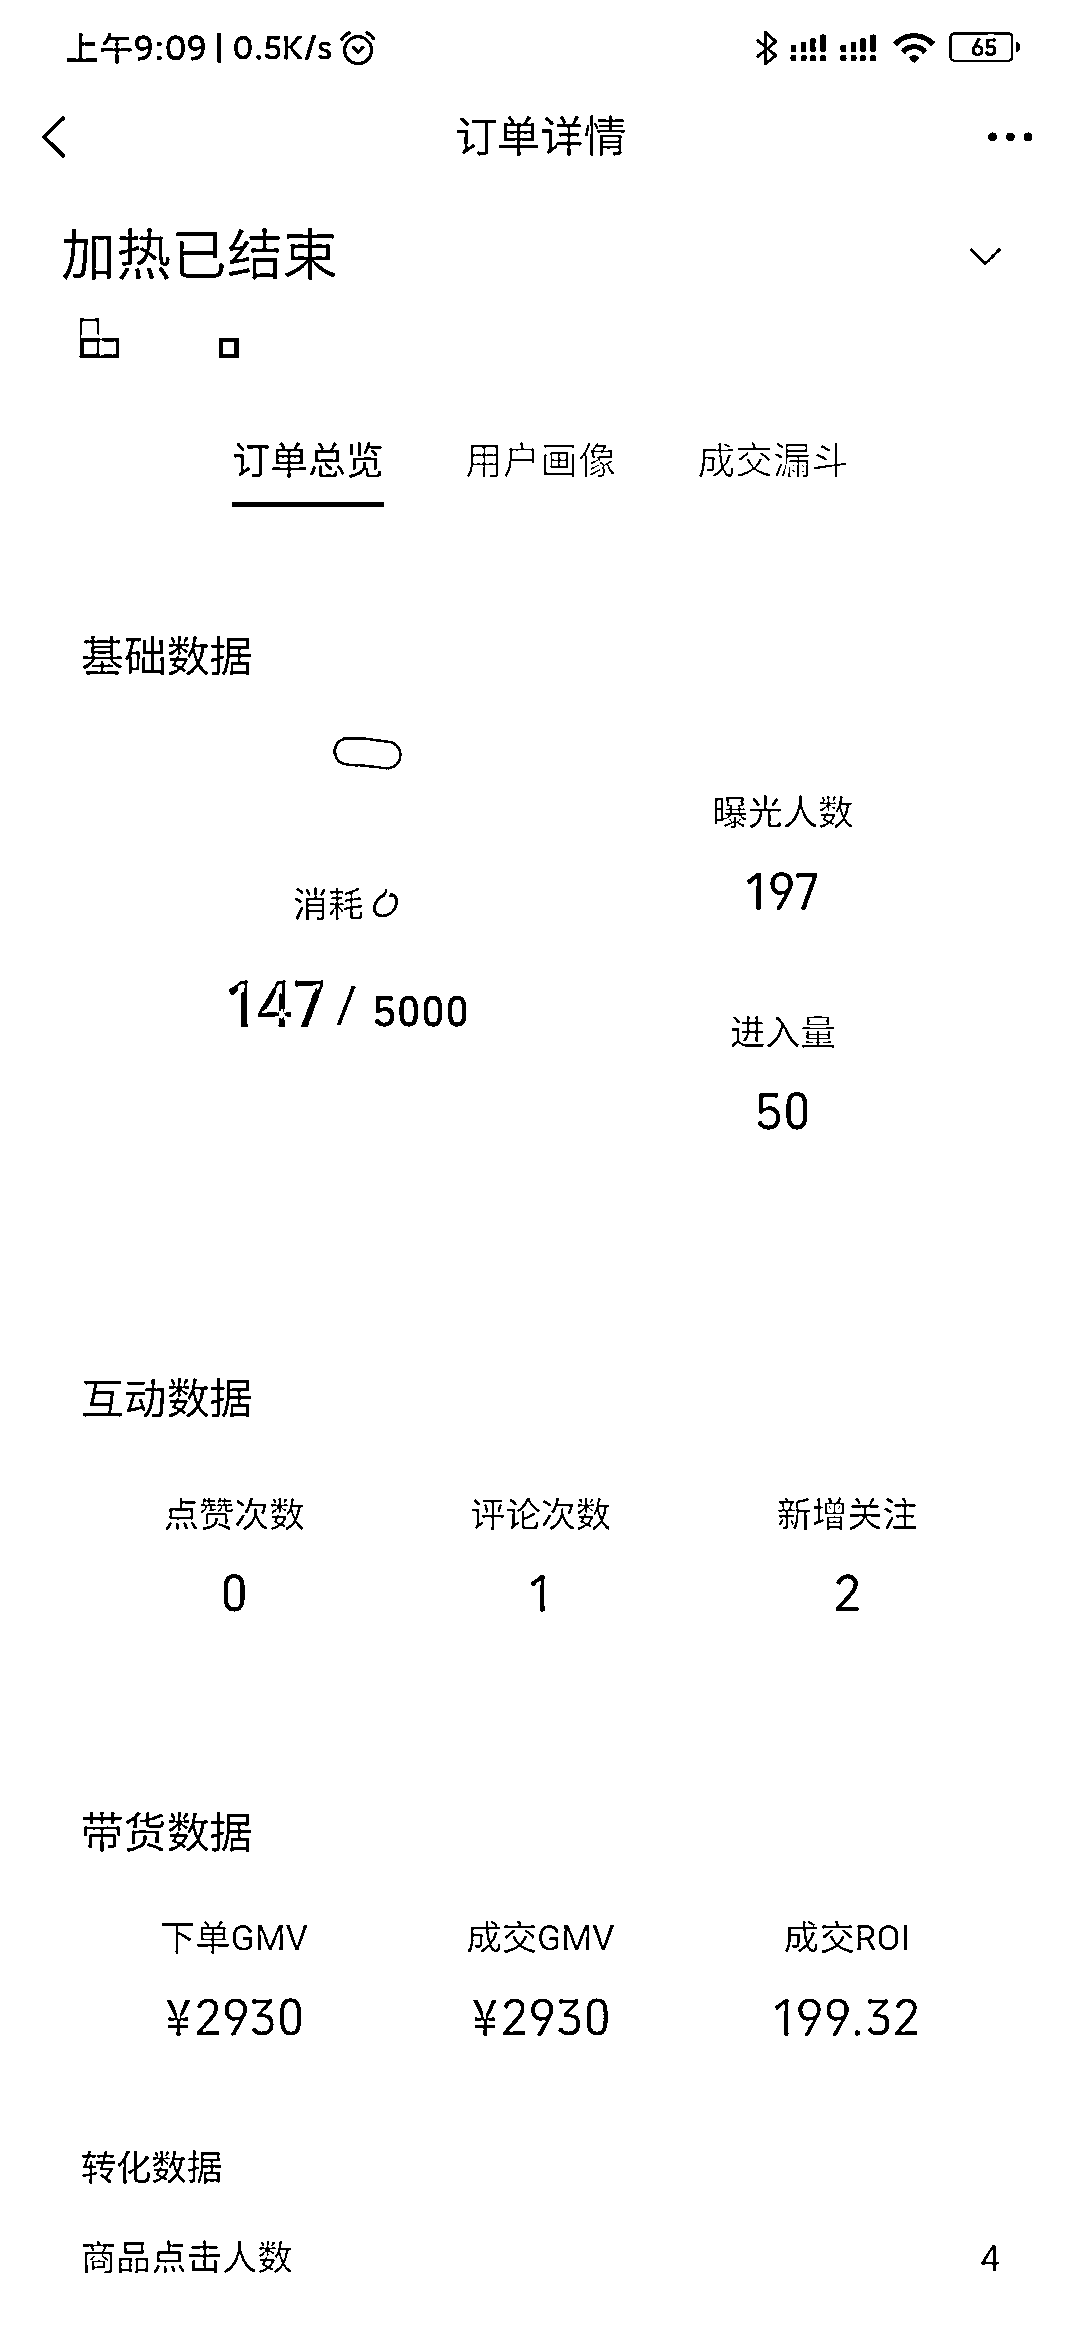 上午9:09 | 0.5K/s
65
订单详情
加热已结束
订单总览 用户画像 成交漏斗
基础数据
曝光人数
197
消耗
147 / 5000
进入量
50
互动数据
点赞次数 评论次数 新增关注
0 1 2
带货数据
下单GMV 成交GMV 成交ROI
¥2930 ¥2930 199.32
转化数据
商品点击人数 4